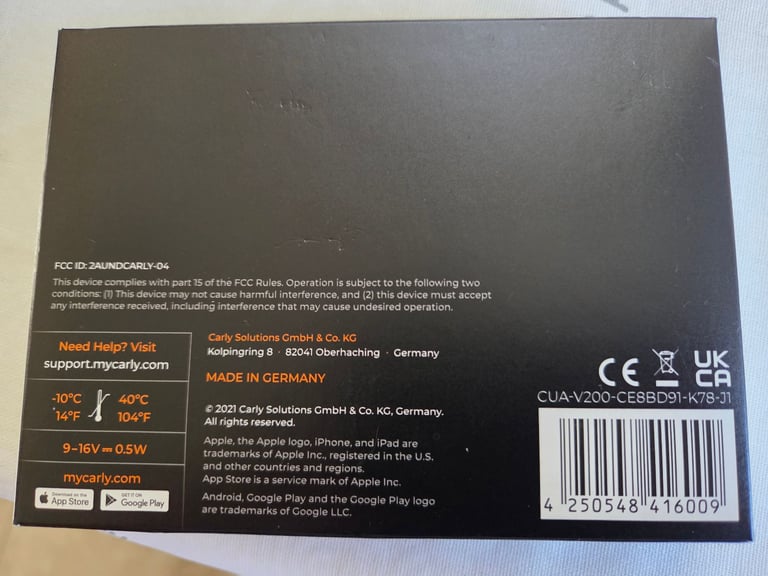 FCC ID: 2AUNDCARLY-04
This device complies with part 15 of the FCC Rules. Operation is subject to the following two
conditions: (1) This device may not cause harmful interference, and (2) this device must accept
any interference received, including interference that may cause undesired operation.
Need Help? Visit
support.mycarly.com
-10°C 40°C
14°F 104°F
9-16V⎓0.5W
mycarly.com
Download on the
App Store
GET IT ON
Google Play
Carly Solutions GmbH & Co. KG
Kolpingring 8 · 82041 Oberhaching · Germany
MADE IN GERMANY
© 2021 Carly Solutions GmbH & Co. KG, Germany.
All rights reserved.
Apple, the Apple logo, iPhone, and iPad are
trademarks of Apple Inc., registered in the U.S.
and other countries and regions.
App Store is a service mark of Apple Inc.
Android, Google Play and the Google Play logo
are trademarks of Google LLC.
CE
UK
CA
CUA-V200-CE8BD91-K78-J1
4 250548 416009